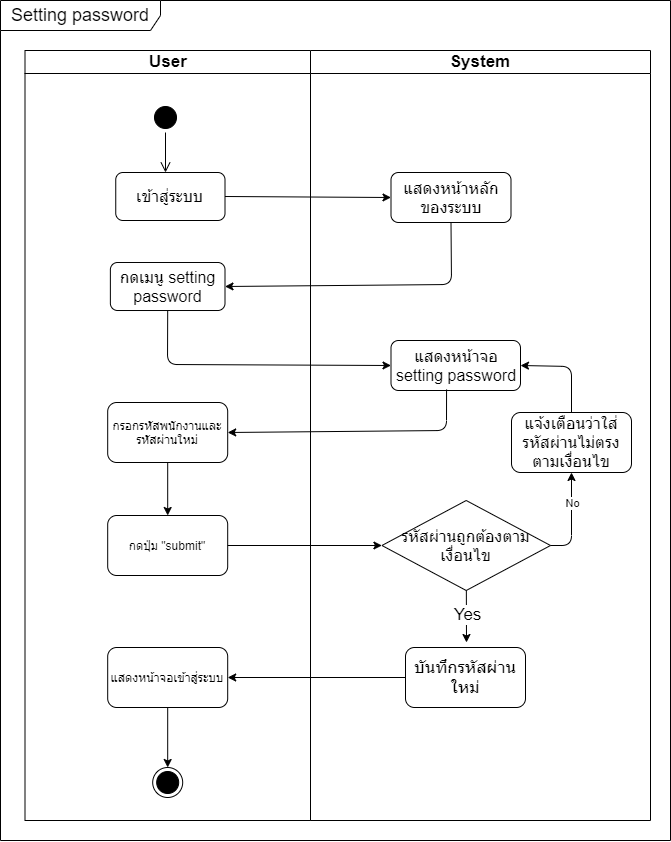 Setting password
User
System
เข้าสู่ระบบ
แสดงหน้าหลัก
ของระบบ
กดเมนู setting
password
แสดงหน้าจอ
setting password
กรอกรหัสพนักงานและ
รหัสผ่านใหม่
แจ้งเตือนว่าใส่
รหัสผ่านไม่ตรง
ตามเงื่อนไข
No
กดปุ่ม "submit"
รหัสผ่านถูกต้องตาม
เงื่อนไข
Yes
แสดงหน้าจอเข้าสู่ระบบ
บันทึกรหัสผ่าน
ใหม่